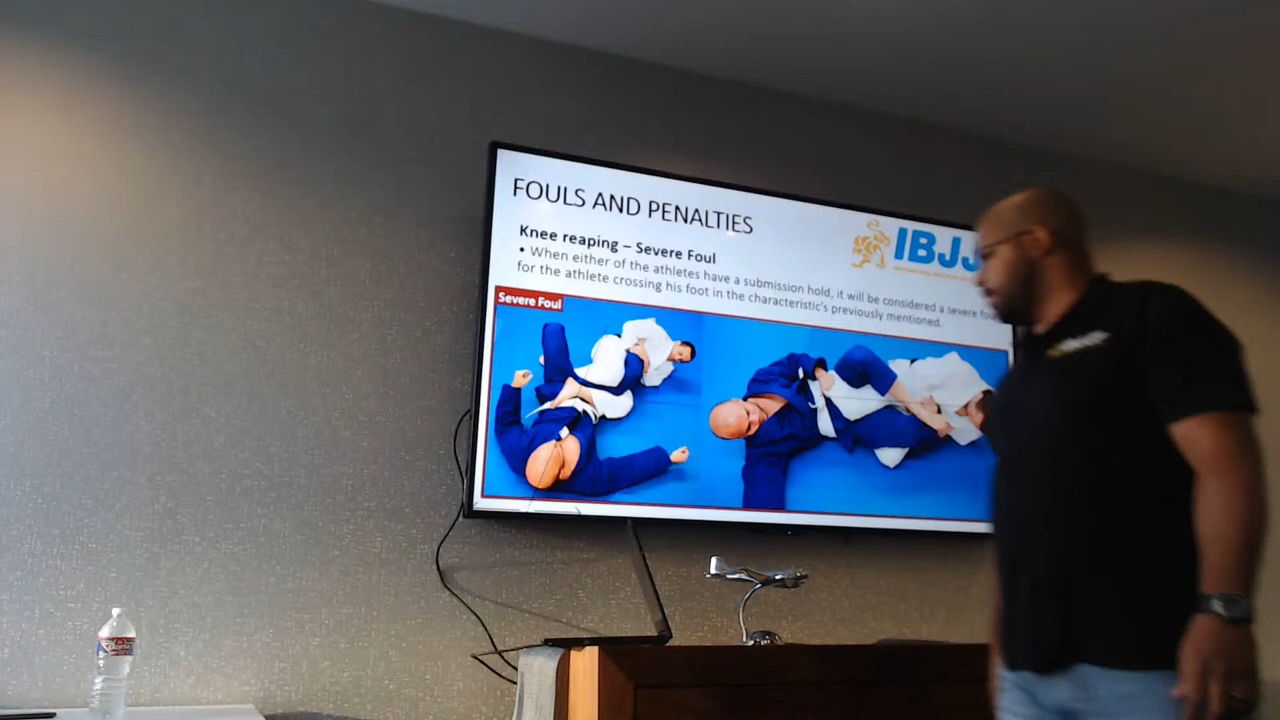 FOULS AND PENALTIES
IBJJ
Knee reaping – Severe Foul
• When either of the athletes have a submission hold, it will be considered a severe
for the athlete crossing his foot in the characteristic's previously mentioned.
Severe Foul